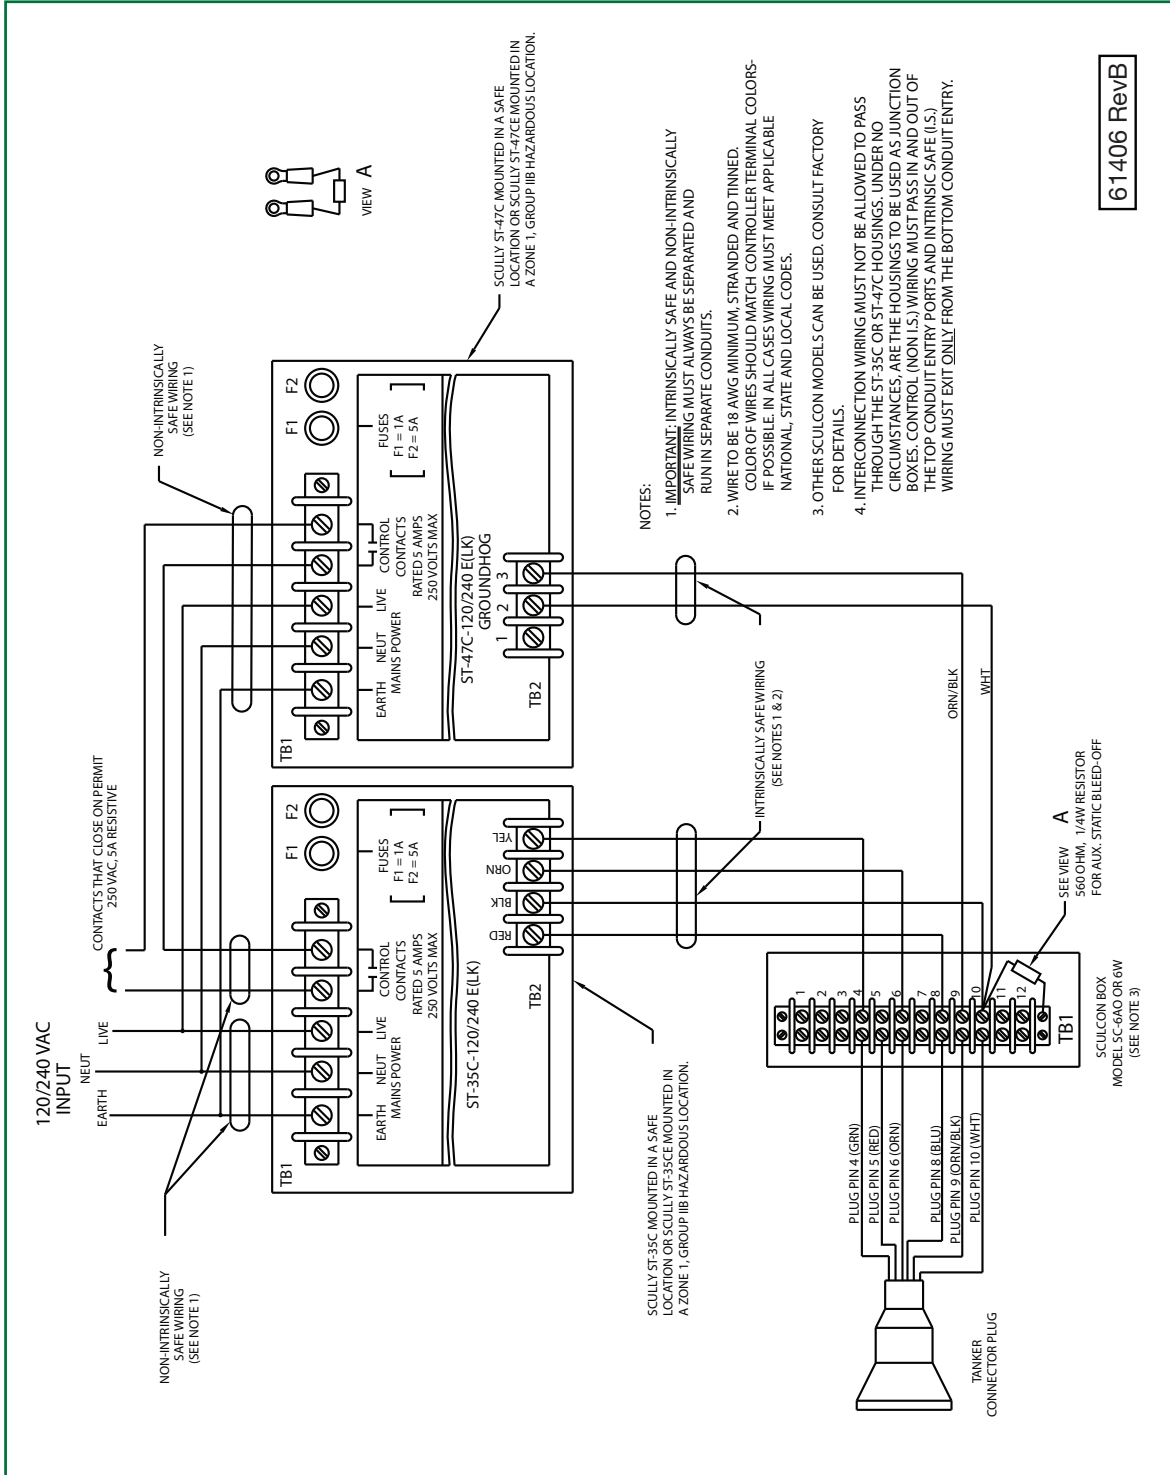 120/240 VAC
INPUT
EARTH
NEUT
LIVE
CONTACTS THAT CLOSE ON PERMIT
250 VAC, 5A RESISTIVE
{
NON-INTRINSICALLY
SAFE WIRING
(SEE NOTE 1)
NON-INTRINSICALLY
SAFE WIRING
(SEE NOTE 1)
VIEW A
TB1
F1
F2
EARTH
NEUT
LIVE
MAINS POWER
CONTROL
CONTACTS
RATED 5 AMPS
250 VOLTS MAX
FUSES
F1 = 1A
F2 = 5A
ST-35C-120/240 E(LK)
TB2
RED
BLK
ORN
YEL
TB1
F1
F2
EARTH
NEUT
LIVE
MAINS POWER
CONTROL
CONTACTS
RATED 5 AMPS
250 VOLTS MAX
FUSES
F1 = 1A
F2 = 5A
ST-47C-120/240 E(LK)
GROUNDHOG
TB2
1
2
3
SCULLY ST-47C MOUNTED IN A SAFE
LOCATION OR SCULLY ST-47CE MOUNTED IN
A ZONE 1, GROUP IIB HAZARDOUS LOCATION.
SCULLY ST-35C MOUNTED IN A SAFE
LOCATION OR SCULLY ST-35CE MOUNTED IN
A ZONE 1, GROUP IIB HAZARDOUS LOCATION.
INTRINSICALLY SAFE WIRING
(SEE NOTES 1 & 2)
ORN/BLK
WHT
NOTES:
1. IMPORTANT: INTRINSICALLY SAFE AND NON-INTRINSICALLY
SAFE WIRING MUST ALWAYS BE SEPARATED AND
RUN IN SEPARATE CONDUITS.
2. WIRE TO BE 18 AWG MINIMUM, STRANDED AND TINNED.
COLOR OF WIRES SHOULD MATCH CONTROLLER TERMINAL COLORS-
IF POSSIBLE. IN ALL CASES WIRING MUST MEET APPLICABLE
NATIONAL, STATE AND LOCAL CODES.
3. OTHER SCULCON MODELS CAN BE USED. CONSULT FACTORY
FOR DETAILS.
4. INTERCONNECTION WIRING MUST NOT BE ALLOWED TO PASS
THROUGH THE ST-35C OR ST-47C HOUSINGS. UNDER NO
CIRCUMSTANCES, ARE THE HOUSINGS TO BE USED AS JUNCTION
BOXES. CONTROL (NON I.S.) WIRING MUST PASS IN AND OUT OF
THE TOP CONDUIT ENTRY PORTS AND INTRINSIC SAFE (I.S.)
WIRING MUST EXIT ONLY FROM THE BOTTOM CONDUIT ENTRY.
SEE VIEW A
560 OHM, 1/4W RESISTOR
FOR AUX. STATIC BLEED-OFF
1
2
3
4
5
6
7
8
9
10
11
12
TB1
SCULCON BOX
MODEL SC-6AO OR 6W
(SEE NOTE 3)
PLUG PIN 4 (GRN)
PLUG PIN 5 (RED)
PLUG PIN 6 (ORN)
PLUG PIN 8 (BLU)
PLUG PIN 9 (ORN/BLK)
PLUG PIN 10 (WHT)
TANKER
CONNECTOR PLUG
61406 RevB